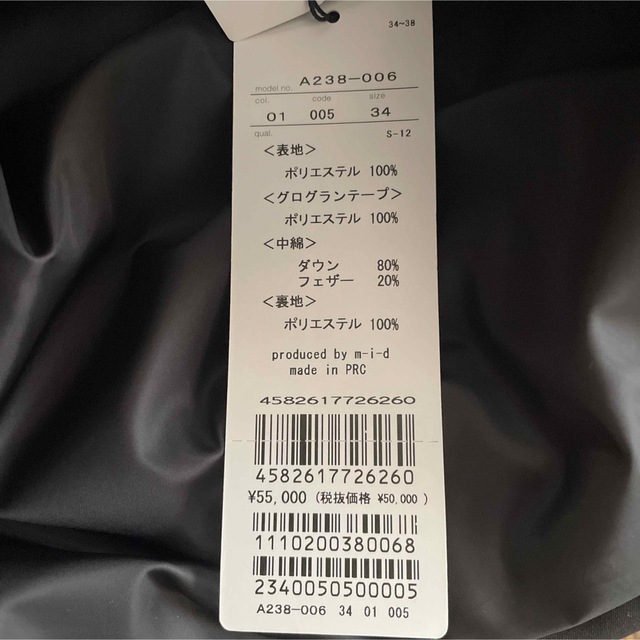 34~38
model no. A238-006
col. code size
01 005 34
qual. S-12
＜表地＞
ポリエステル 100%
＜グログランテープ＞
ポリエステル 100%
＜中綿＞
ダウン 80%
フェザー 20%
＜裏地＞
ポリエステル 100%
produced by m-i-d
made in PRC
4582617726260
4582617726260
¥55,000 (税抜価格 ¥50,000 )
1110200380068
2340050500005
A238-006 34 01 005